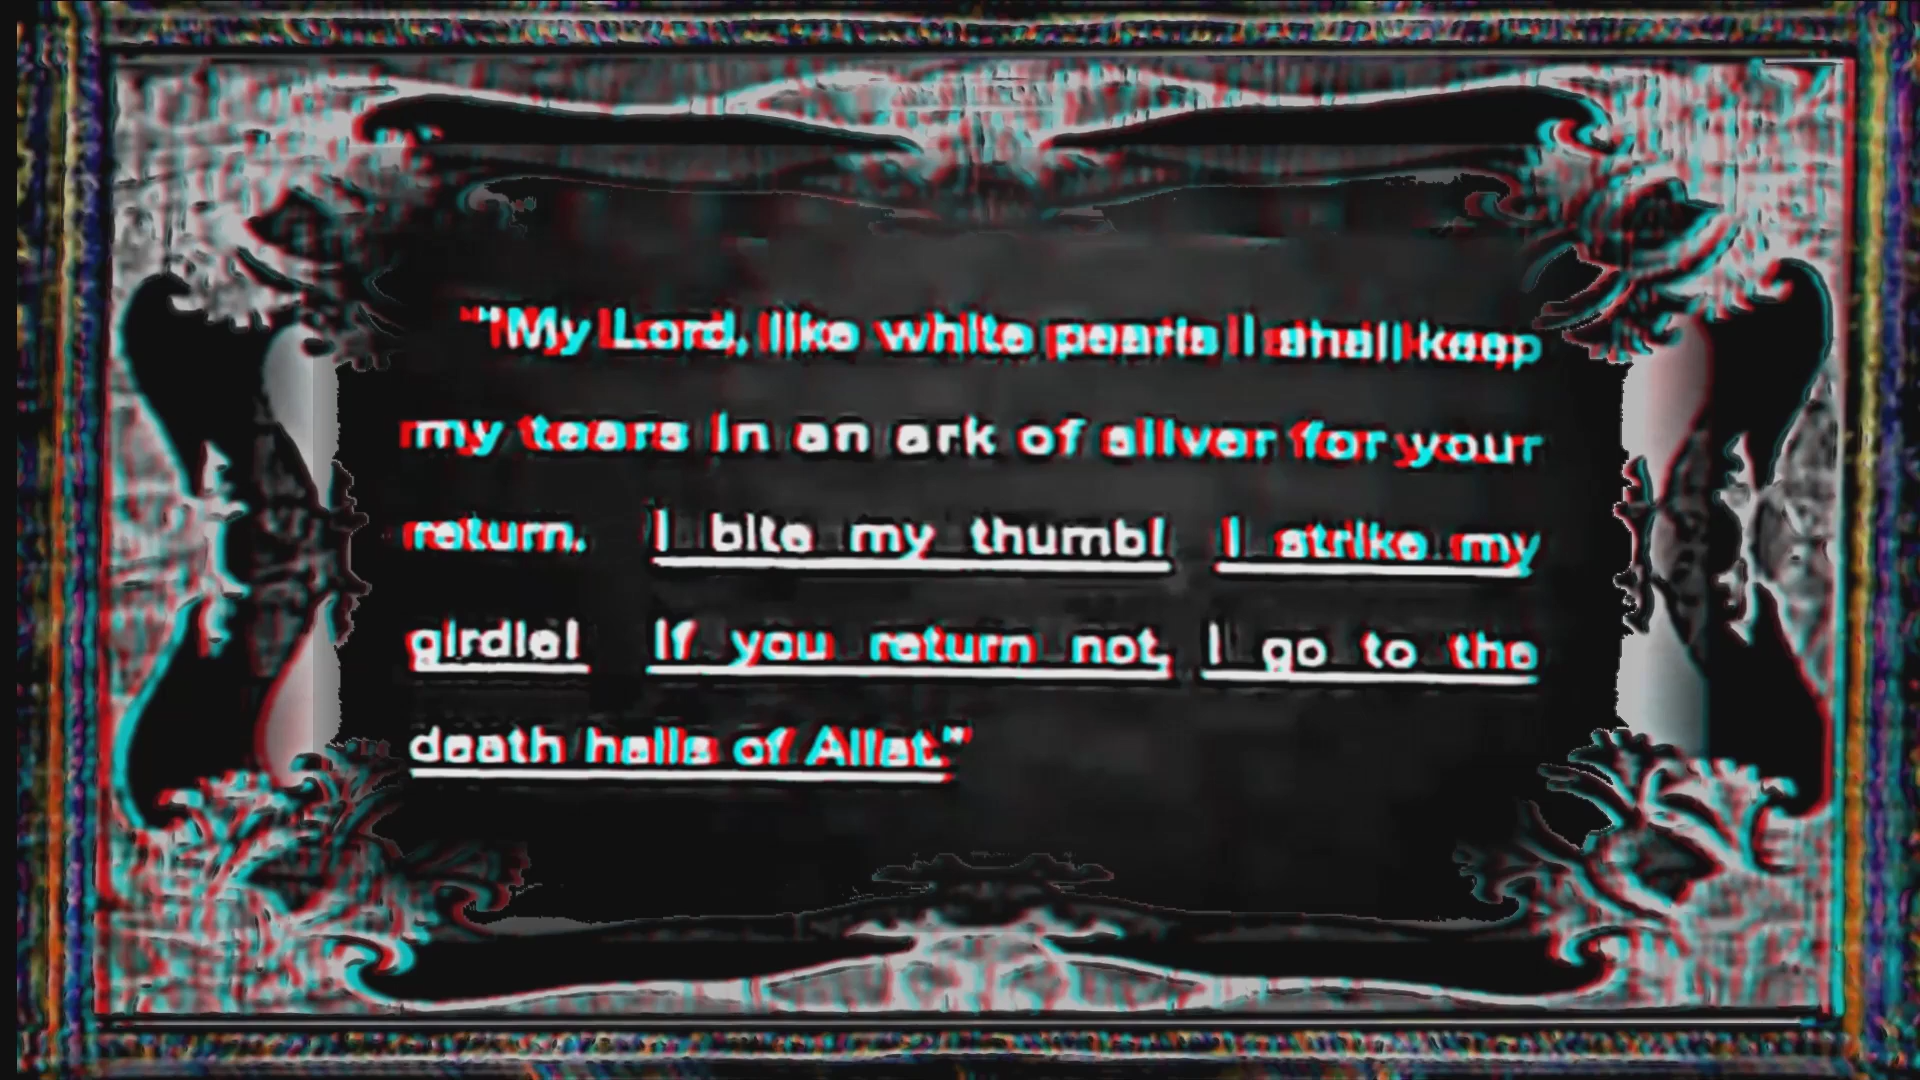 "My Lord, like white pearls I shall keep
my tears in an ark of silver for your
return. I bite my thumb! I strike my
girdle! If you return not, I go to the
death halls of Allat."